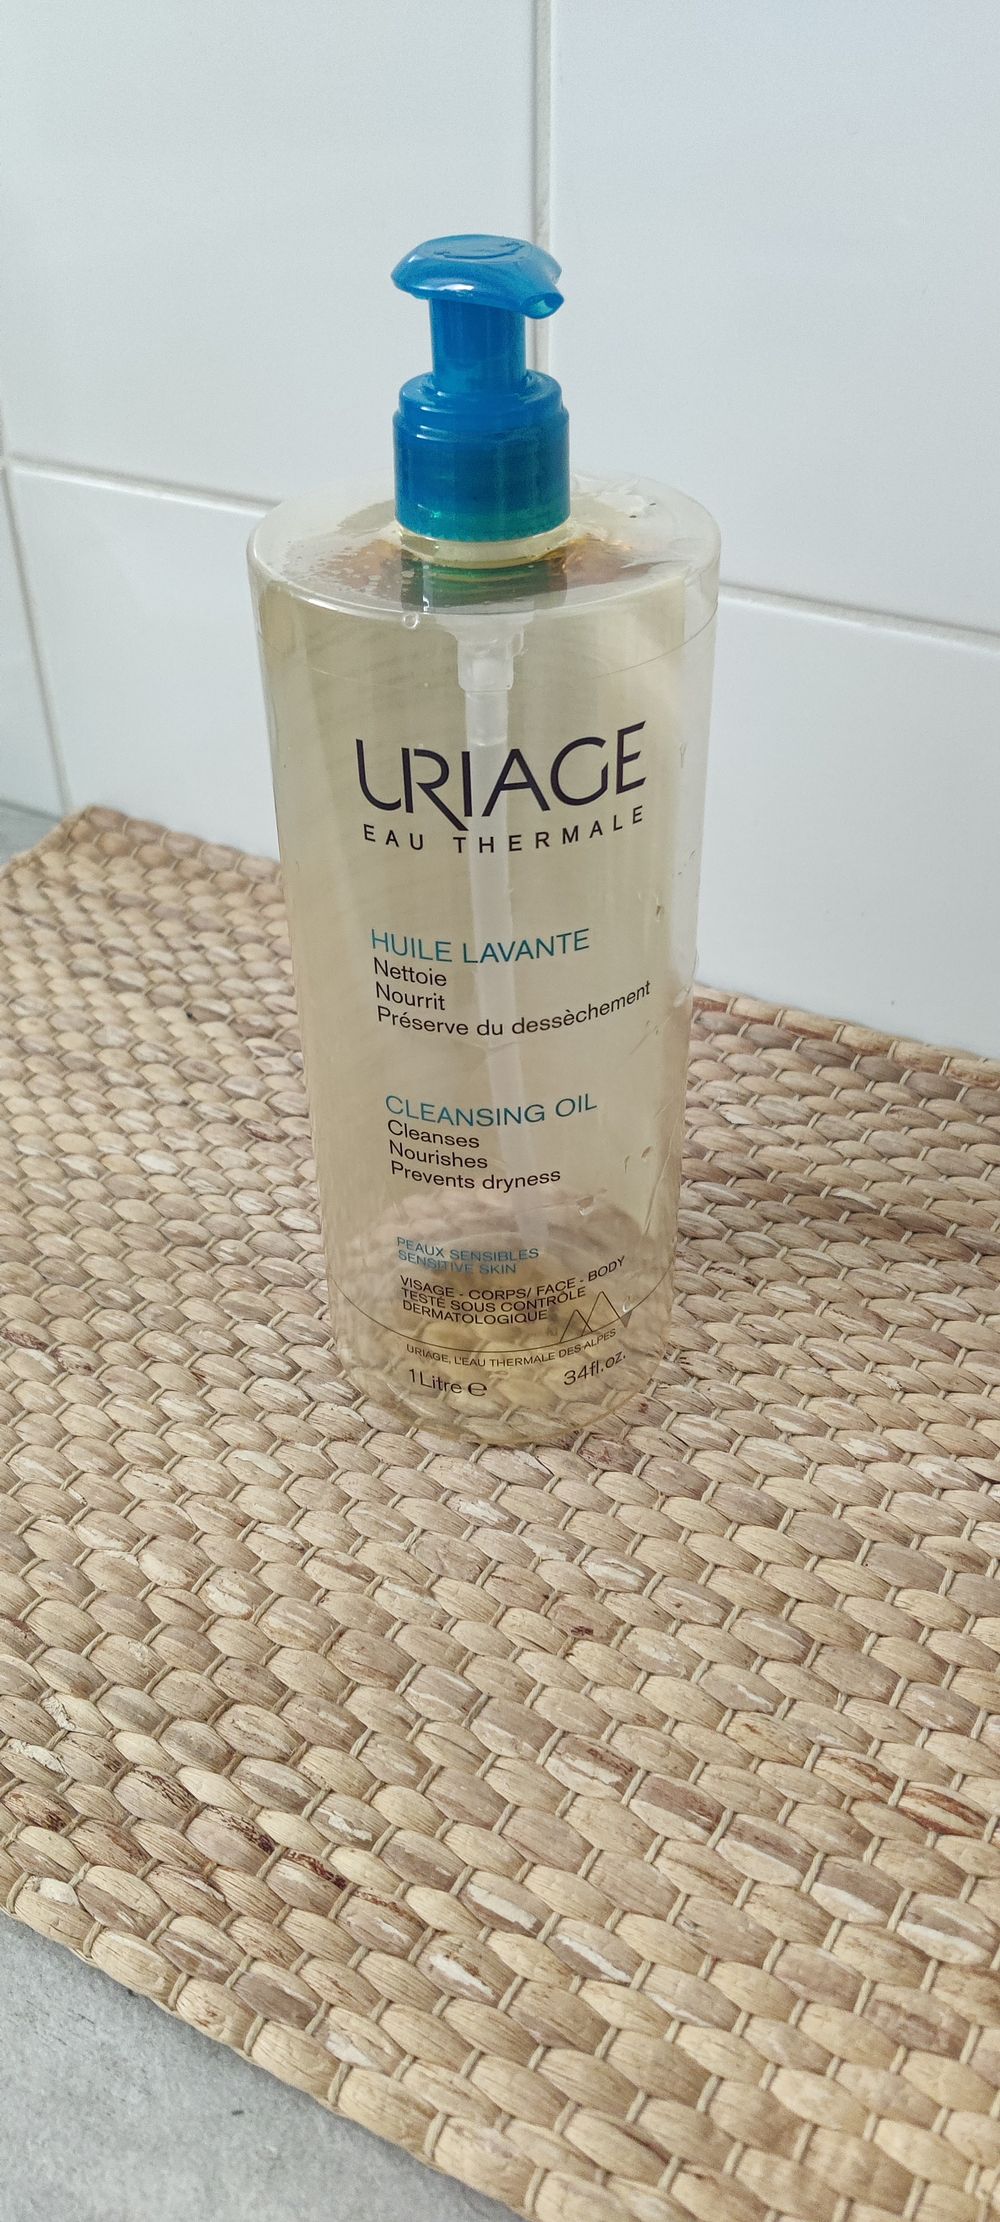 URIAGE
EAU THERMALE
HUILE LAVANTE
Nettoie
Nourrit
Préserve du dessèchement
CLEANSING OIL
Cleanses
Nourishes
Prevents dryness
PEAUX SENSIBLES
SENSITIVE SKIN
VISAGE - CORPS/ FACE - BODY
TESTÉ SOUS CONTRÔLE
DERMATOLOGIQUE
URIAGE, L'EAU THERMALE DES ALPES
1 Litre ℮ 34fl.oz.